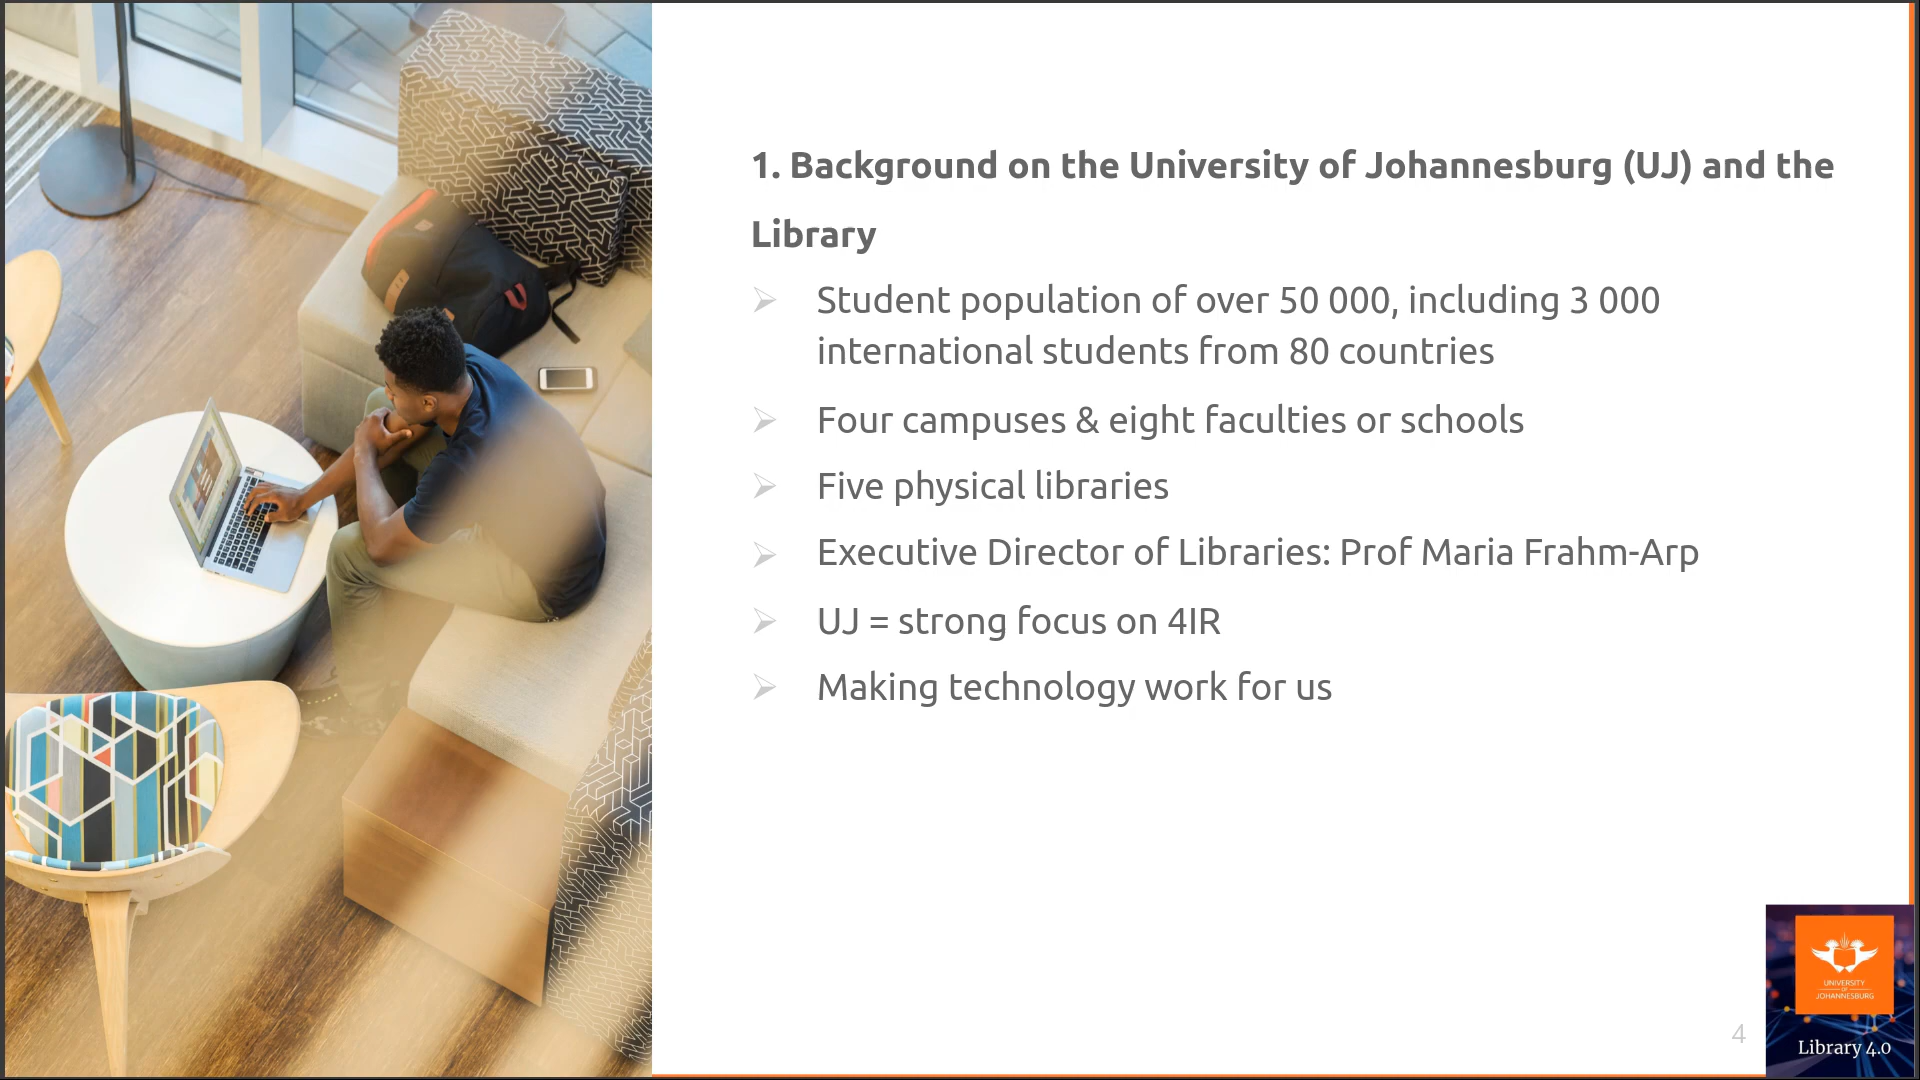 1. Background on the University of Johannesburg (UJ) and the
Library
Student population of over 50 000, including 3 000
international students from 80 countries
Four campuses & eight faculties or schools
Five physical libraries
Executive Director of Libraries: Prof Maria Frahm-Arp
UJ = strong focus on 4IR
Making technology work for us
UNIVERSITY
OF
JOHANNESBURG
4
Library 4.0